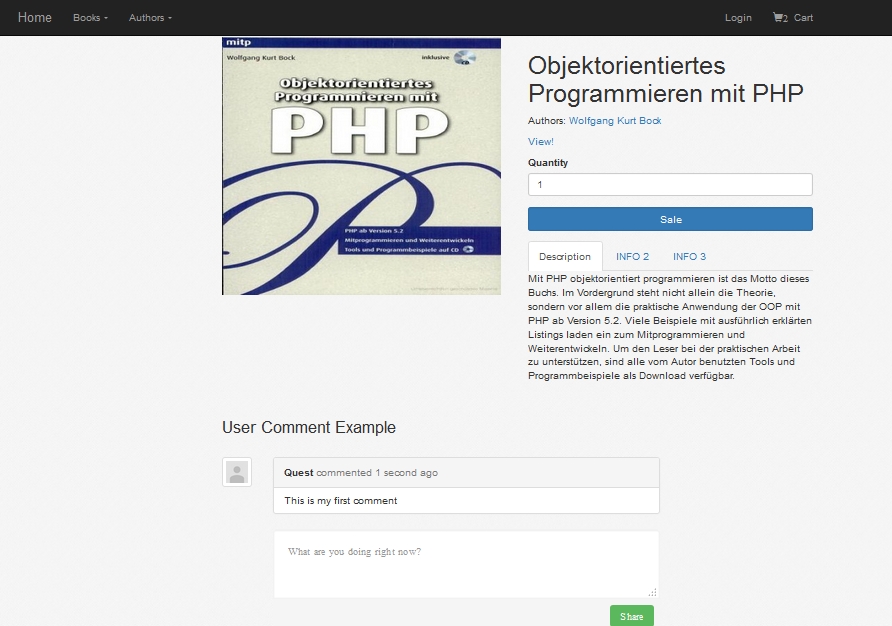 Home Books Authors Login 2 Cart
mitp
Wolfgang Kurt Bock inklusive CD
Objektorientiertes
Programmieren mit
PHP
PHP ab Version 5.2
Mitprogrammieren und Weiterentwickeln
Tools und Programmbeispiele auf CD
Objektorientiertes
Programmieren mit PHP
Authors: Wolfgang Kurt Bock
View!
Quantity
1
Sale
Description INFO 2 INFO 3
Mit PHP objektorientiert programmieren ist das Motto dieses
Buchs. Im Vordergrund steht nicht allein die Theorie,
sondern vor allem die praktische Anwendung der OOP mit
PHP ab Version 5.2. Viele Beispiele mit ausführlich erklärten
Listings laden ein zum Mitprogrammieren und
Weiterentwickeln. Um den Leser bei der praktischen Arbeit
zu unterstützen, sind alle vom Autor benutzten Tools und
Programmbeispiele als Download verfügbar.
User Comment Example
Quest commented 1 second ago
This is my first comment
What are you doing right now?
Share